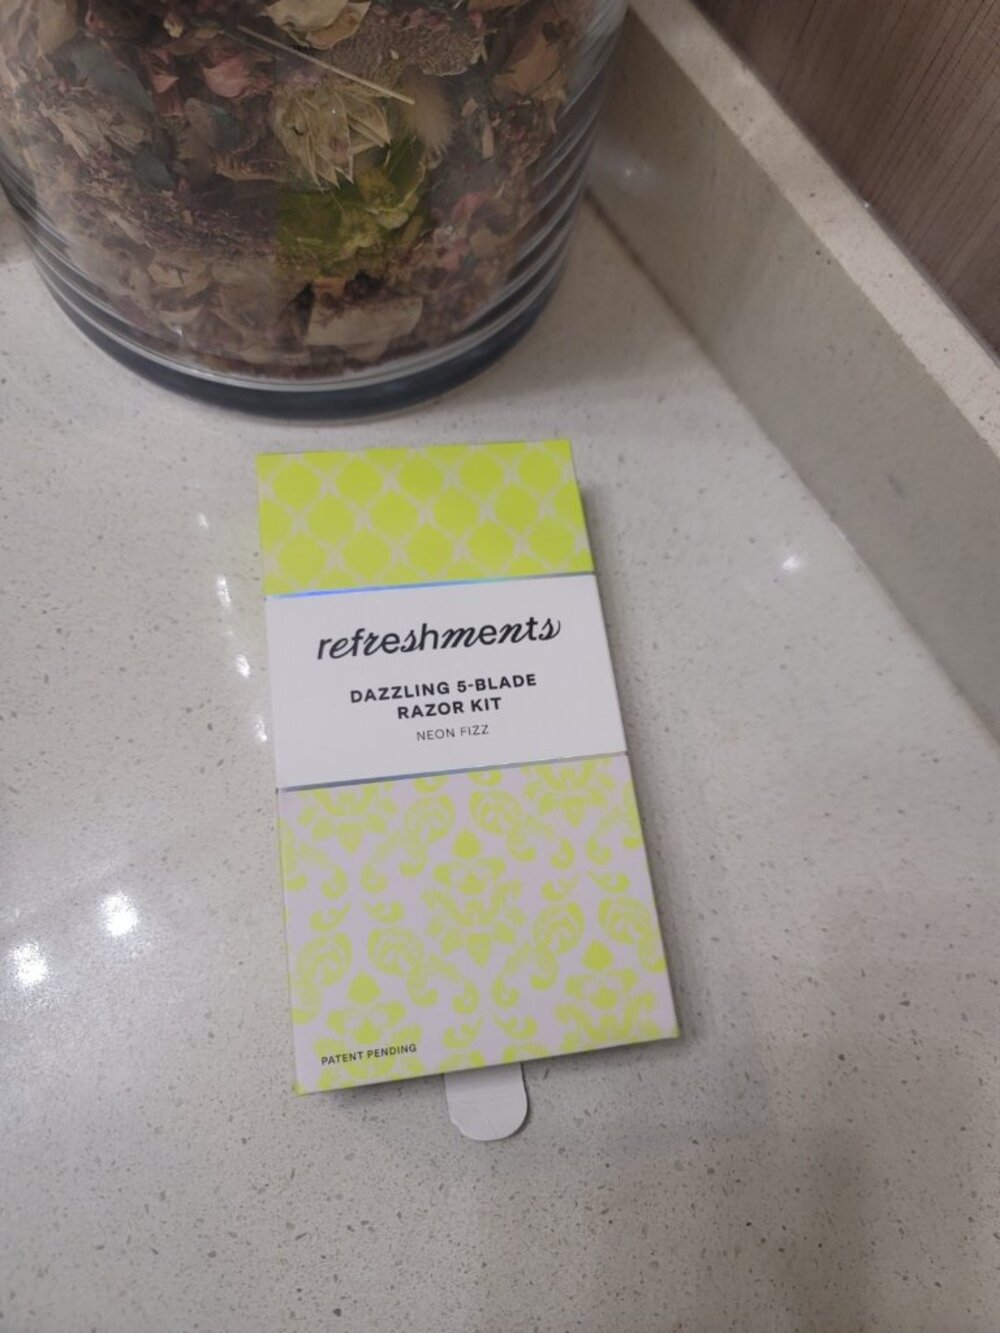 refreshments
DAZZLING 5-BLADE
RAZOR KIT
NEON FIZZ
PATENT PENDING